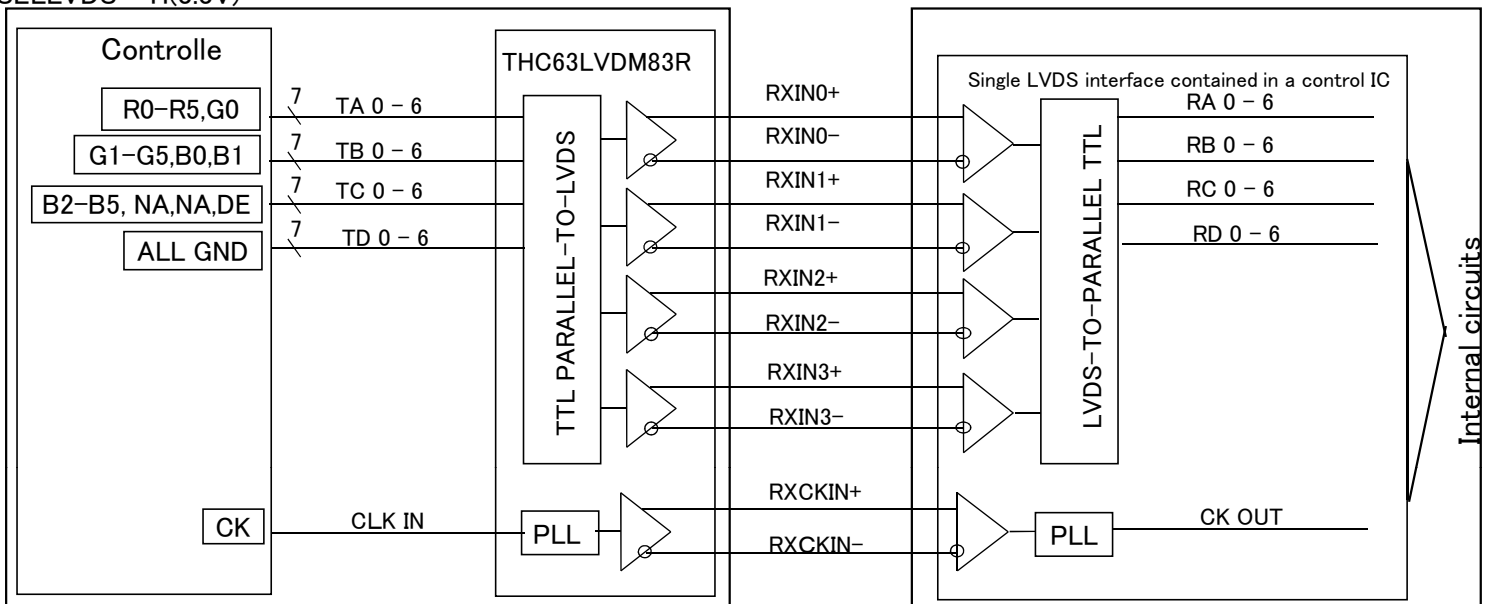 Controlle
THC63LVDM83R
Single LVDS interface contained in a control IC
R0-R5,G0
7
TA 0 - 6
RXIN0+
RA 0 - 6
RXIN0-
G1-G5,B0,B1
7
TB 0 - 6
RB 0 - 6
B2-B5, NA,NA,DE
7
TC 0 - 6
RXIN1+
RC 0 - 6
RXIN1-
ALL GND
7
TD 0 - 6
RD 0 - 6
TTL PARALLEL-TO-LVDS
LVDS-TO-PARALLEL TTL
RXIN2+
RXIN2-
RXIN3+
RXIN3-
Internal circuits
RXCKIN+
CK
CLK IN
PLL
RXCKIN-
PLL
CK OUT